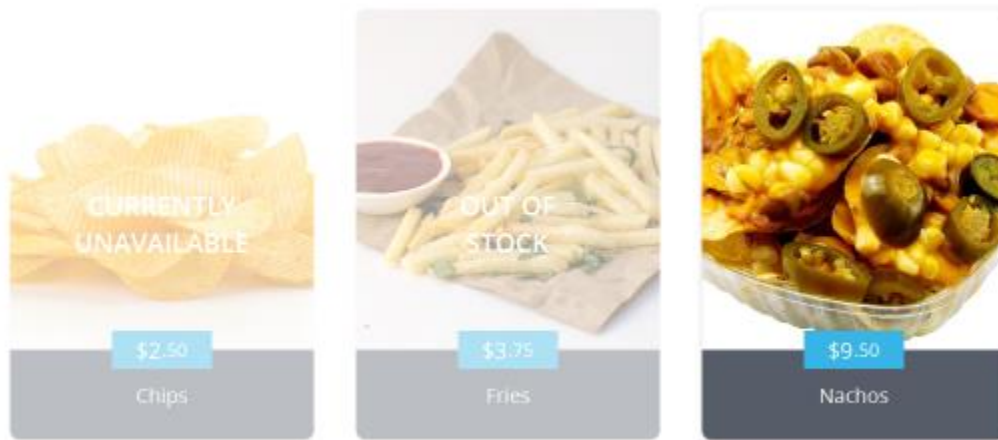 CURRENTLY
UNAVAILABLE
$2.50
Chips
OUT OF
STOCK
$3.75
Fries
$9.50
Nachos